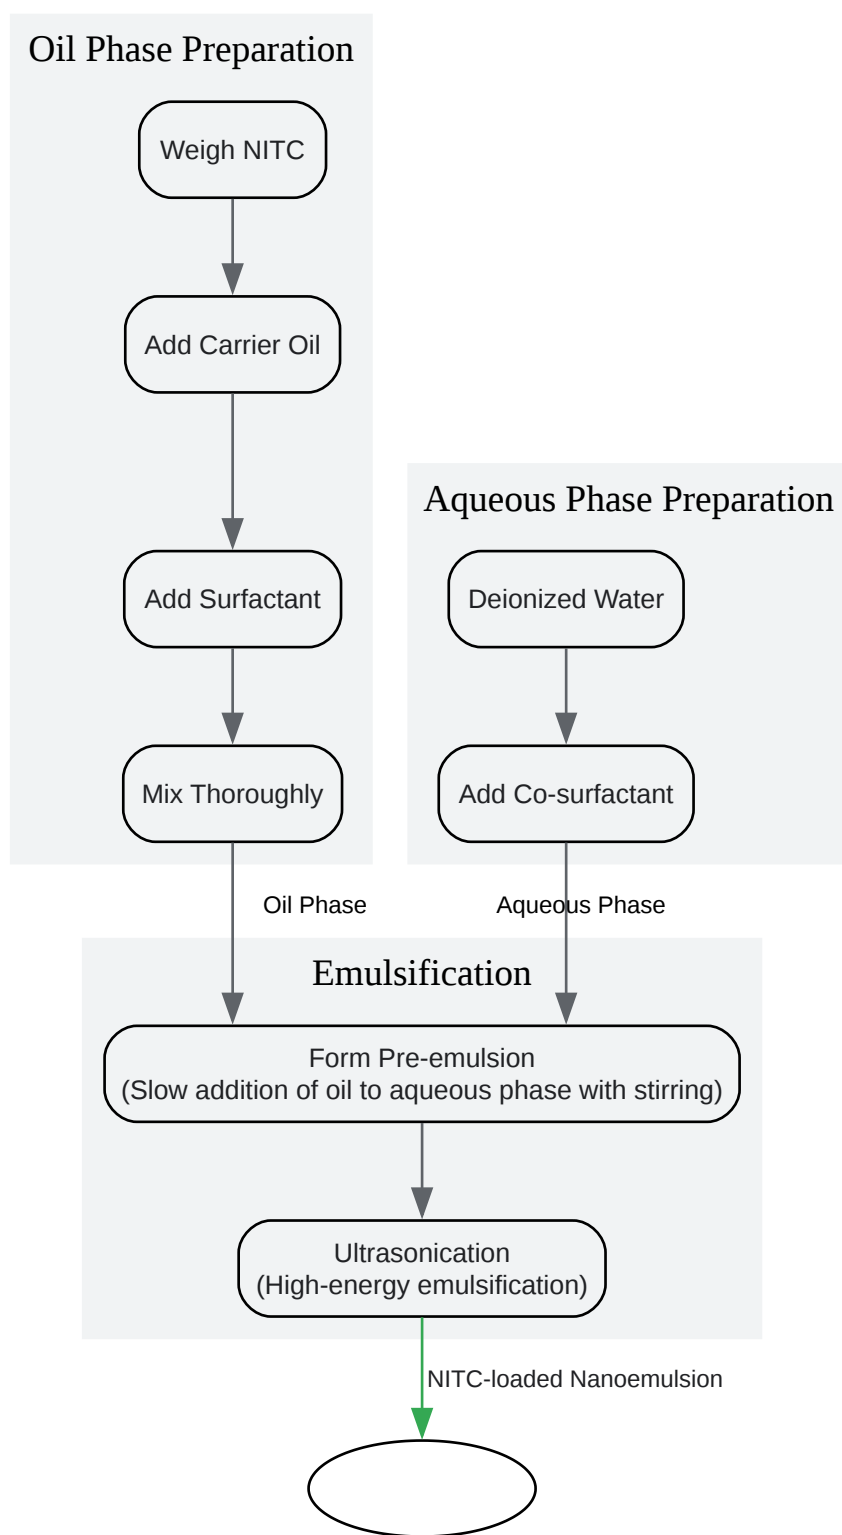 Oil Phase Preparation
Weigh NITC
Add Carrier Oil
Add Surfactant
Mix Thoroughly
Aqueous Phase Preparation
Deionized Water
Add Co-surfactant
Oil Phase
Aqueous Phase
Emulsification
Form Pre-emulsion
(Slow addition of oil to aqueous phase with stirring)
Ultrasonication
(High-energy emulsification)
NITC-loaded Nanoemulsion